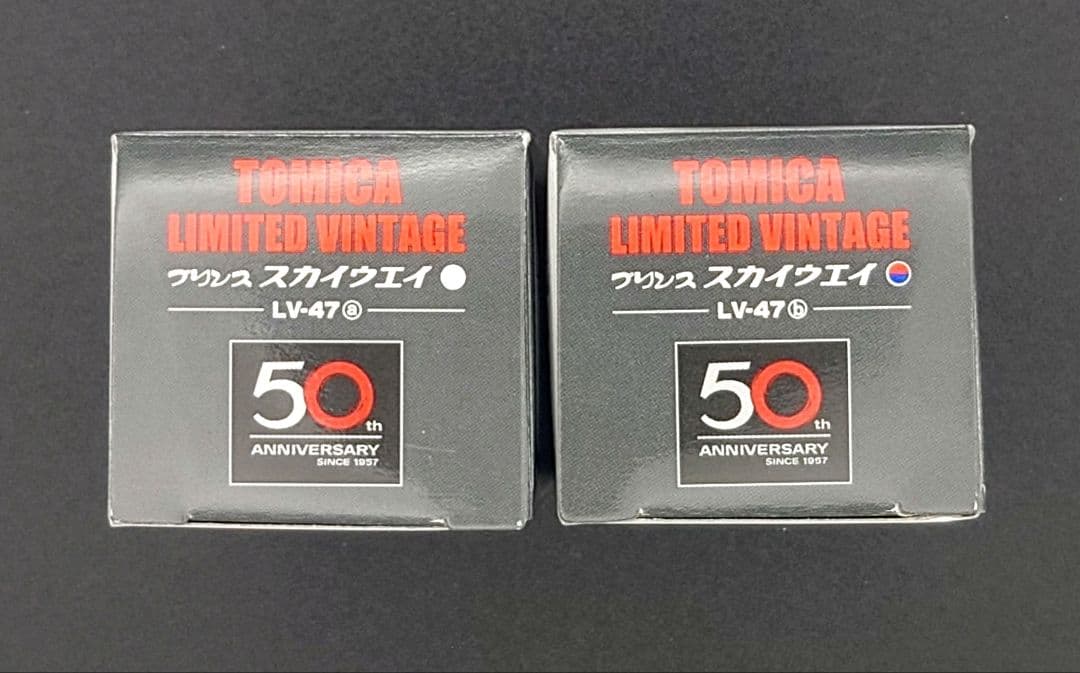 TOMICA
LIMITED VINTAGE
プリンス スカイウエイ
LV-47ⓐ
50th
ANNIVERSARY
SINCE 1957
TOMICA
LIMITED VINTAGE
プリンス スカイウエイ
LV-47ⓑ
50th
ANNIVERSARY
SINCE 1957